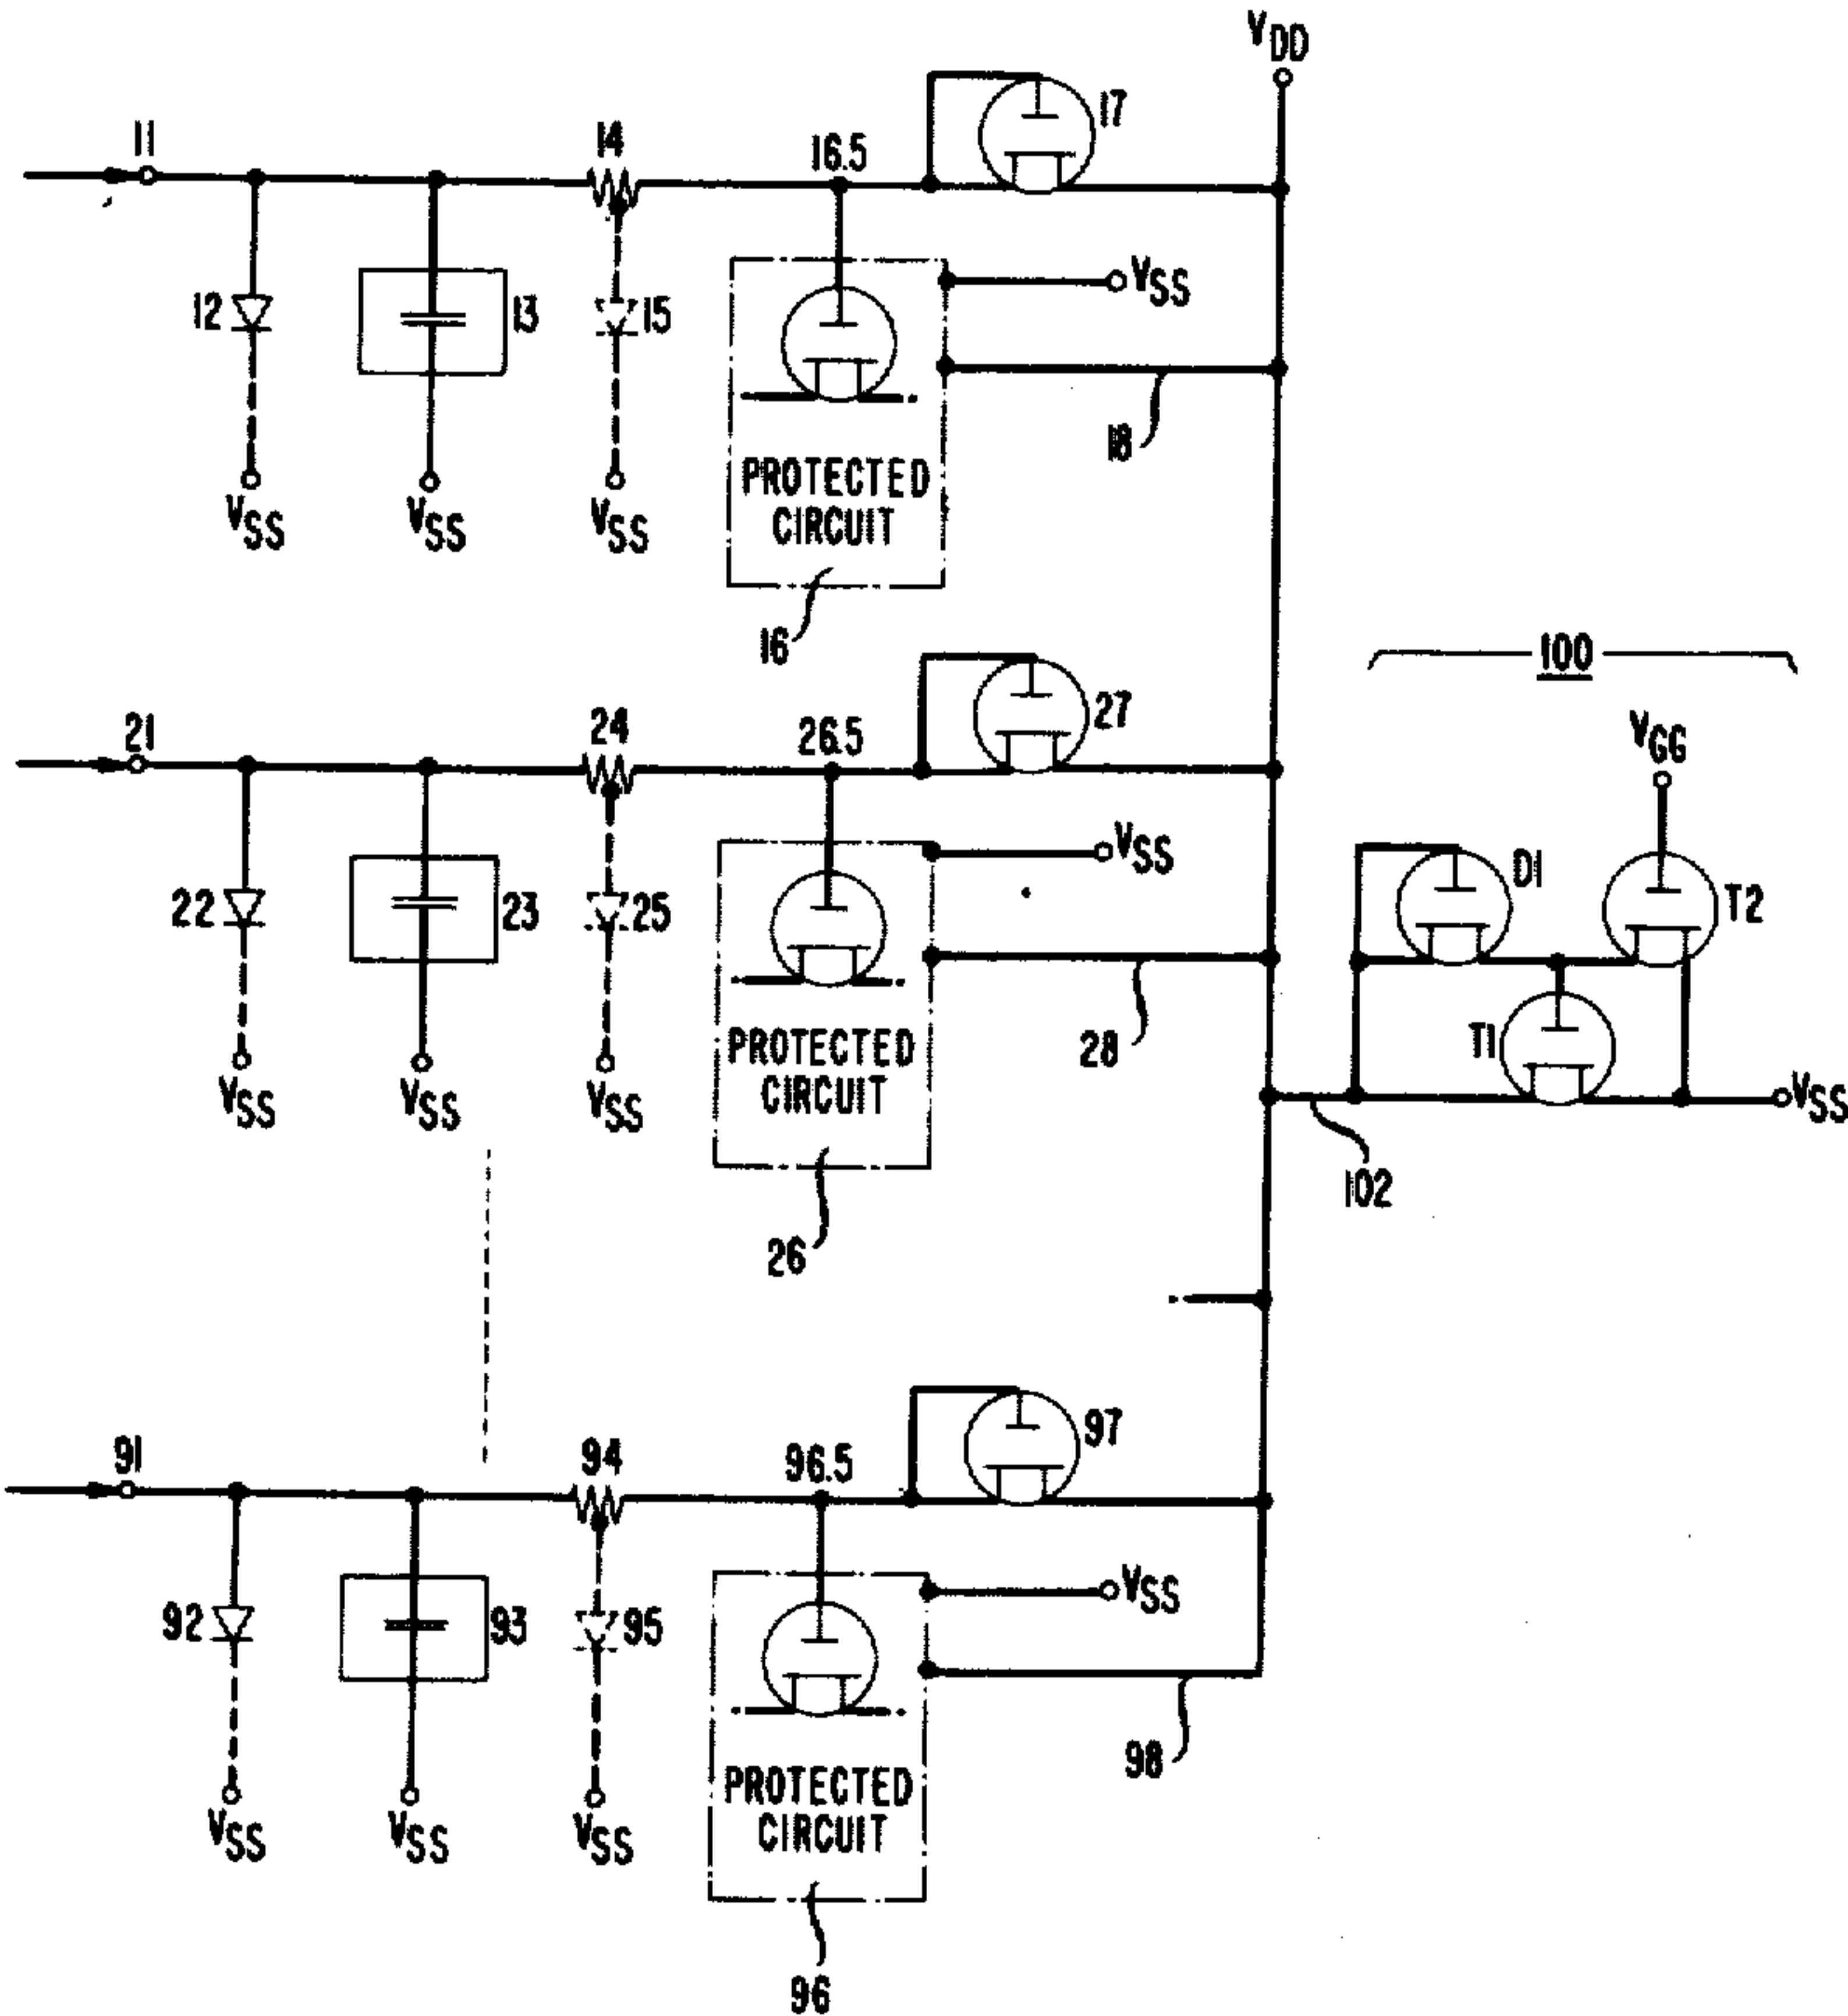 VDD
11
14
16.5
17
12
13
15
VSS
18
VSS
VSS
VSS
PROTECTED
CIRCUIT
16
100
21
24
26.5
27
VGG
22
23
25
VSS
D1
T2
T1
28
VSS
VSS
VSS
PROTECTED
CIRCUIT
VSS
102
26
91
94
96.5
97
92
93
95
VSS
98
VSS
VSS
VSS
PROTECTED
CIRCUIT
96